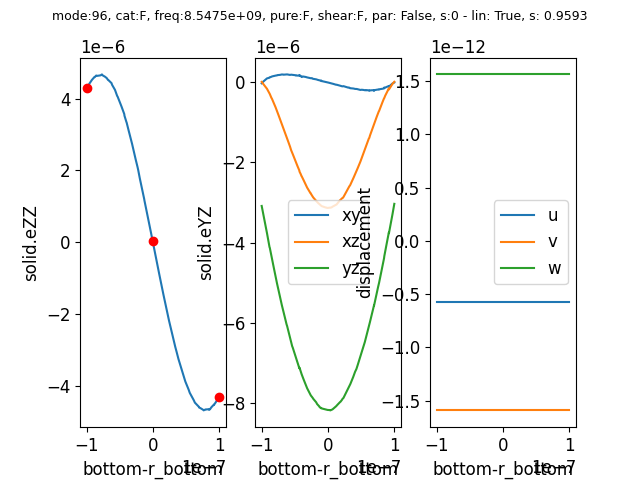 mode:96, cat:F, freq:8.5475e+09, pure:F, shear:F, par: False, s:0 - lin: True, s: 0.9593
1e−6
1e−6
1e−12
4
2
0
−2
−4
solid.eZZ
−1
0
1
1e−7
bottom-r_bottom
0
−2
−4
−6
−8
solid.eYZ
xy
xz
yz
−1
0
1
1e−7
bottom-r_bottom
1.5
1.0
0.5
0.0
−0.5
−1.0
−1.5
displacement
u
v
w
−1
0
1
1e−7
bottom-r_bottom